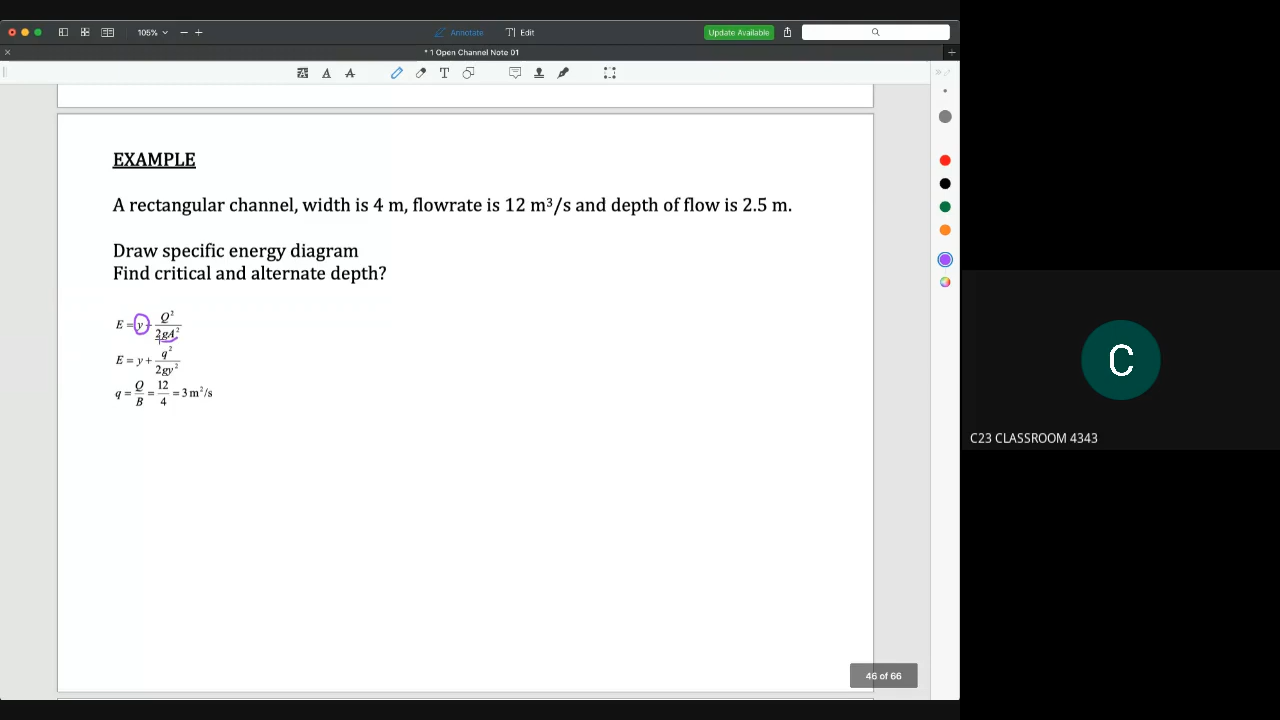 106%
Annotate
Edit
Update Available
* 1 Open Channel Note 01
EXAMPLE
A rectangular channel, width is 4 m, flowrate is 12 m³/s and depth of flow is 2.5 m.
Draw specific energy diagram
Find critical and alternate depth?
E = y + Q² / 2gA²
E = y + q² / 2gy²
q = Q / B = 12 / 4 = 3 m²/s
46 of 66
C
C23 CLASSROOM 4343